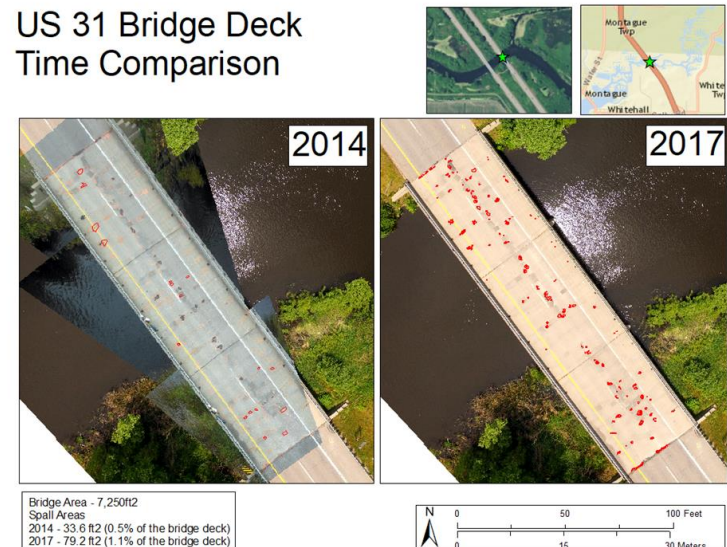 US 31 Bridge Deck
Time Comparison
Montague
Twp
Water St
Montague
Whitehall
White
2014
2017
Bridge Area - 7,250ft2
Spall Areas
2014 - 33.6 ft2 (0.5% of the bridge deck)
2017 - 79.2 ft2 (1.1% of the bridge deck)
N
0 50 100 Feet
0 15 30 Meters